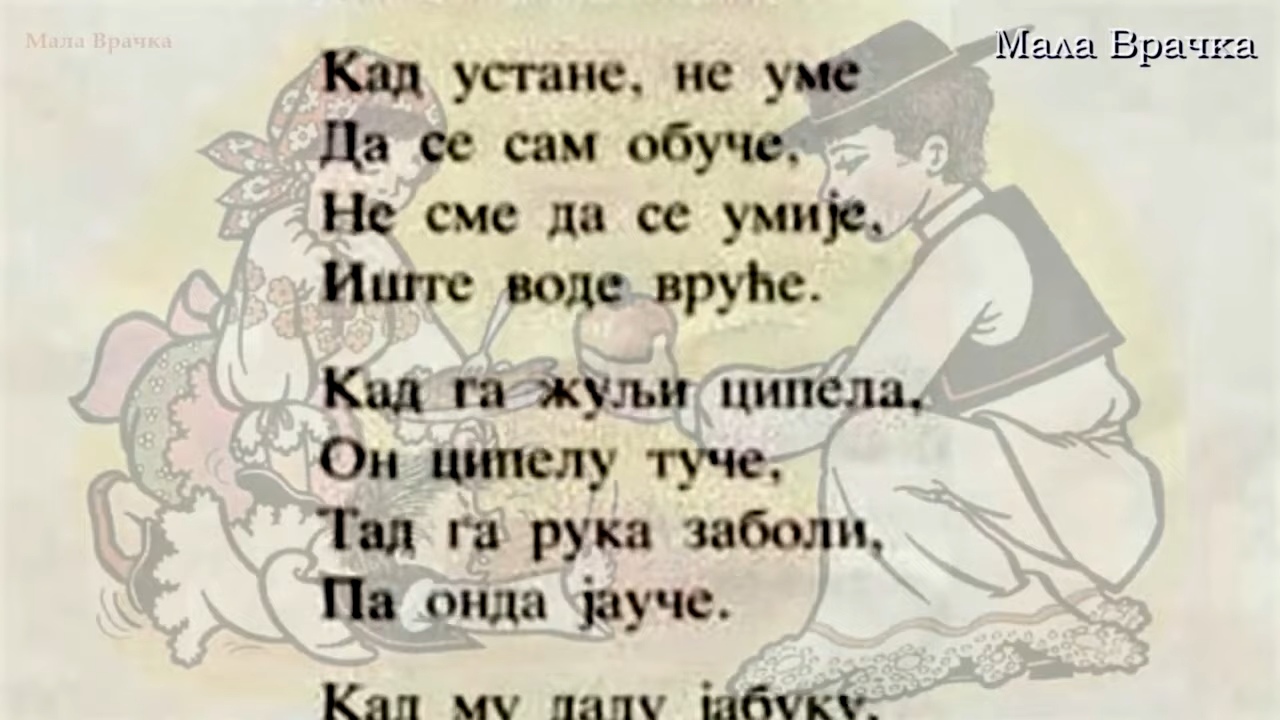 Мала Врачка
Мала Врачка
Кад устане, не уме
Да се сам обуче,
Не сме да се умије,
Иште воде вруће.
Кад га жуљи ципела,
Он ципелу туче,
Тад га рука заболи,
Па онда јауче.
Кад му даду јабуку,